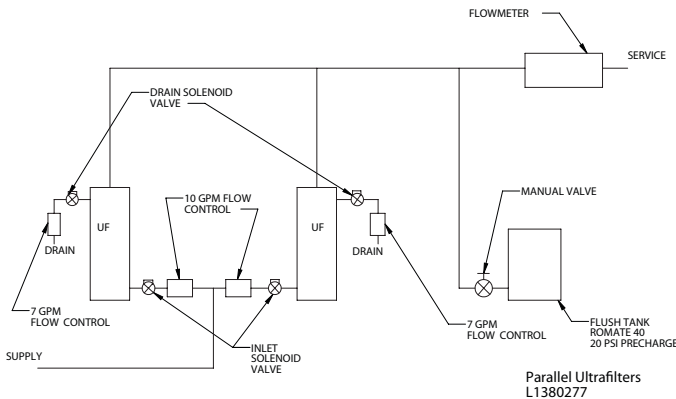 FLOWMETER
SERVICE
DRAIN SOLENOID
VALVE
10 GPM FLOW
CONTROL
MANUAL VALVE
UF
UF
DRAIN
DRAIN
7 GPM
FLOW CONTROL
7 GPM
FLOW CONTROL
FLUSH TANK
ROMATE 40
20 PSI PRECHARGE
SUPPLY
INLET
SOLENOID
VALVE
Parallel Ultrafilters
L1380277